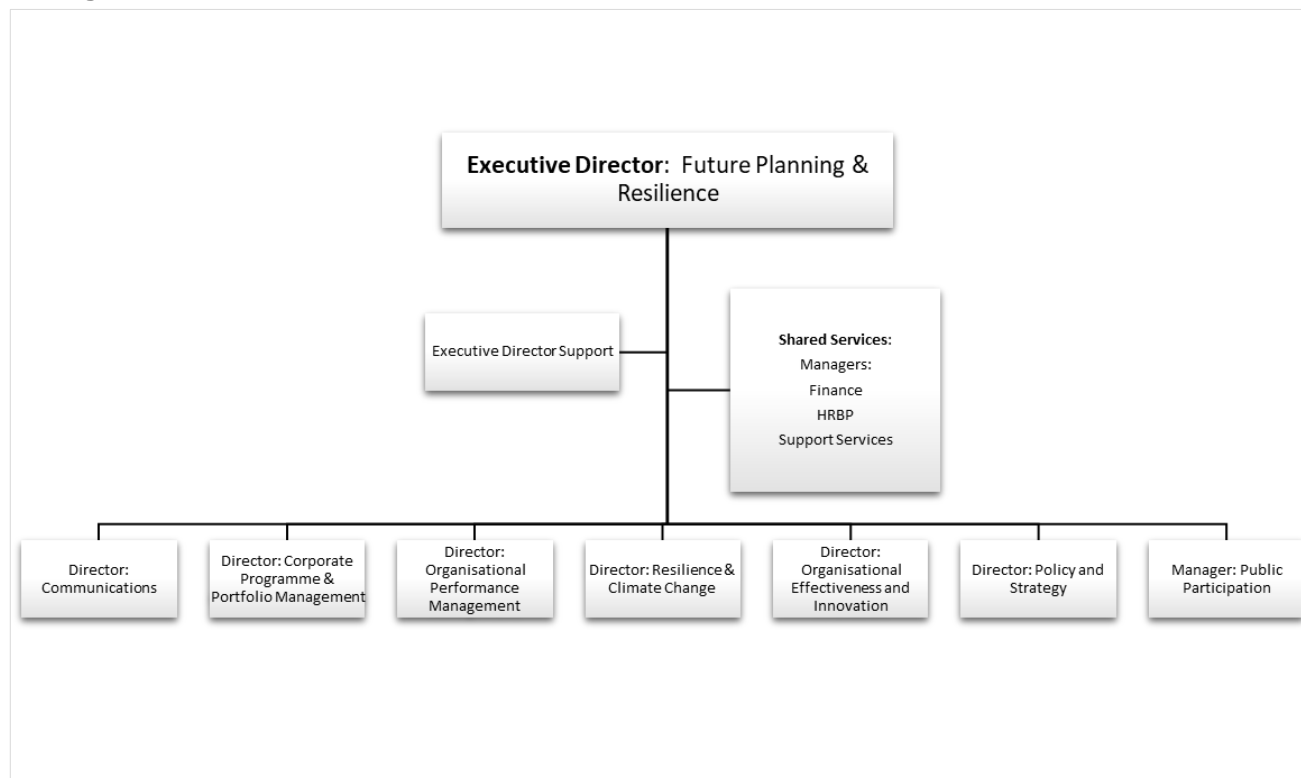 Executive Director: Future Planning &
Resilience
Executive Director Support
Shared Services:
Managers:
Finance
HRBP
Support Services
Director:
Communications
Director: Corporate
Programme &
Portfolio Management
Director:
Organisational
Performance
Management
Director: Resilience &
Climate Change
Director:
Organisational
Effectiveness and
Innovation
Director: Policy and
Strategy
Manager: Public
Participation